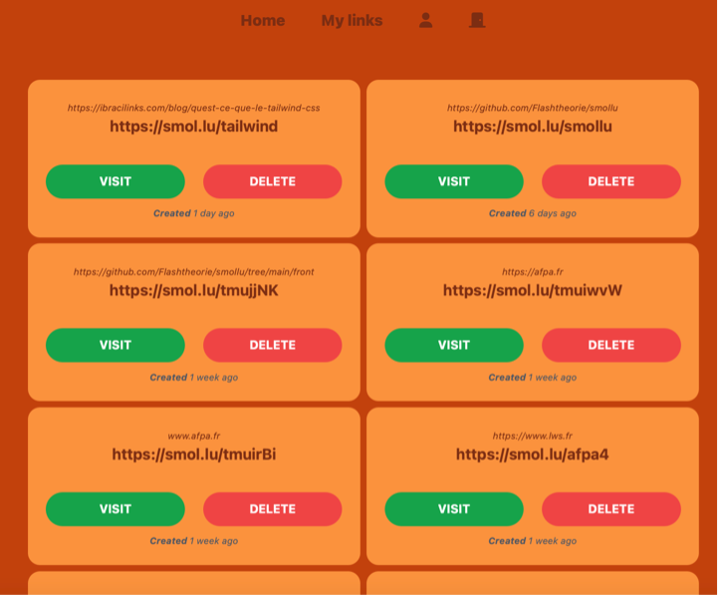 Home My links
https://ibracilinks.com/blog/quest-ce-que-le-tailwind-css
https://smol.lu/tailwind
VISIT DELETE
Created 1 day ago
https://github.com/Flashtheorie/smollu
https://smol.lu/smollu
VISIT DELETE
Created 6 days ago
https://github.com/Flashtheorie/smollu/tree/main/front
https://smol.lu/tmujjNK
VISIT DELETE
Created 1 week ago
https://afpa.fr
https://smol.lu/tmuiwvW
VISIT DELETE
Created 1 week ago
www.afpa.fr
https://smol.lu/tmuirBi
VISIT DELETE
Created 1 week ago
https://www.lws.fr
https://smol.lu/afpa4
VISIT DELETE
Created 1 week ago